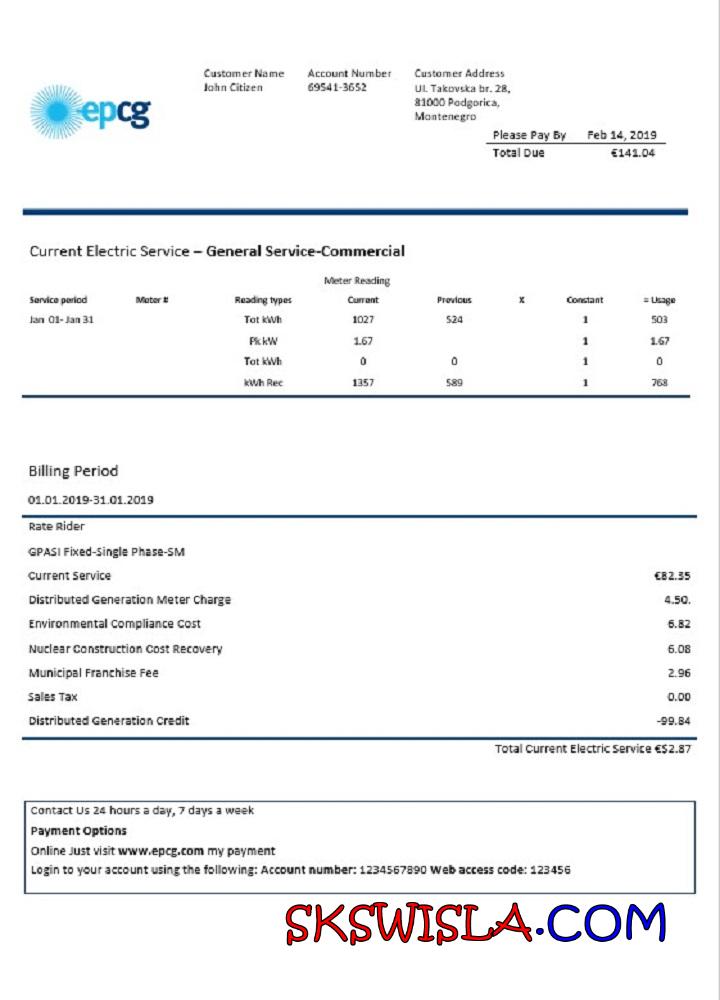 epcg
Customer Name Account Number Customer Address
John Citizen 69541-3652 Ul. Takovska br. 28,
81000 Podgorica,
Montenegro
Please Pay By Feb 14, 2019
Total Due €141.04
Current Electric Service – General Service-Commercial
Meter Reading
Service period Meter # Reading types Current Previous X Constant = Usage
Jan 01- Jan 31 Tot kWh 1027 524 1 503
Pk kW 1.67 1 1.67
Tot kWh 0 0 1 0
kWh Rec 1357 589 1 768
Billing Period
01.01.2019-31.01.2019
Rate Rider
GPASI Fixed-Single Phase-SM
Current Service €82.35
Distributed Generation Meter Charge 4.50.
Environmental Compliance Cost 6.82
Nuclear Construction Cost Recovery 6.08
Municipal Franchise Fee 2.96
Sales Tax 0.00
Distributed Generation Credit -99.84
Total Current Electric Service €$2.87
Contact Us 24 hours a day, 7 days a week
Payment Options
Online Just visit www.epcg.com my payment
Login to your account using the following: Account number: 1234567890 Web access code: 123456
SKSWISLA.COM